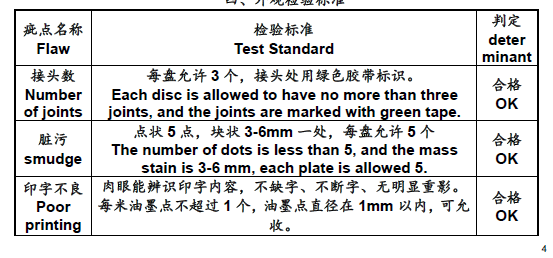 四、外观检验标准
疵点名称
Flaw
检验标准
Test Standard
判定
deter
minant
接头数
Number
of joints
每盘允许 3 个，接头处用绿色胶带标识。
Each disc is allowed to have no more than three
joints, and the joints are marked with green tape.
合格
OK
脏污
smudge
点状 5 点，块状 3-6mm 一处，每盘允许 5 个
The number of dots is less than 5, and the mass
stain is 3-6 mm, each plate is allowed 5.
合格
OK
印字不良
Poor
printing
肉眼能辨识印字内容，不缺字、不断字、无明显重影。
每米油墨点不超过 1 个，油墨点直径在 1mm 以内，可允
收。
合格
OK
4